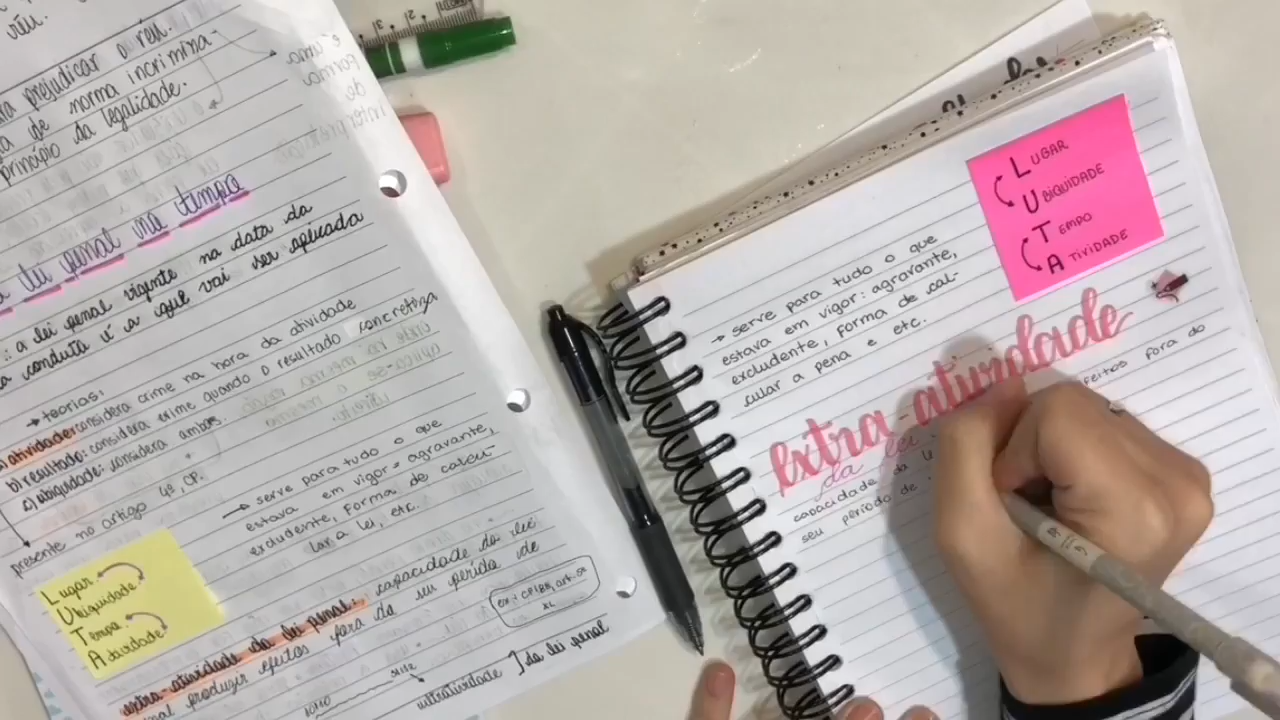 réu.
prejudicar o réu.
de norma incrimina-
princípio da legalidade.
lei penal no tempo
a lei penal vigente na data da
conduta é a que vai ser aplicada
→ teorias:
a) atividade: considera crime na hora da atividade
b) resultado: considera crime quando o resultado concretiza
c) ubiquidade: considera ambos.
presente no artigo 4º, CP.
→ serve para tudo o que
estava em vigor: agravante,
excludente, forma de calcu-
lar a lei, etc.
Lugar
Ubiquidade
Tempo
Atividade
extra-atividade da lei penal: capacidade da lei
produzir efeitos fora do seu período de
ultratividade
] da lei penal
LUGAR
UBIQUIDADE
TEMPO
ATIVIDADE
→ serve para tudo o que
estava em vigor: agravante,
excludente, forma de cal-
cular a pena e etc.
extra-atividade
da lei
capacidade da
efeitos fora do
seu período de